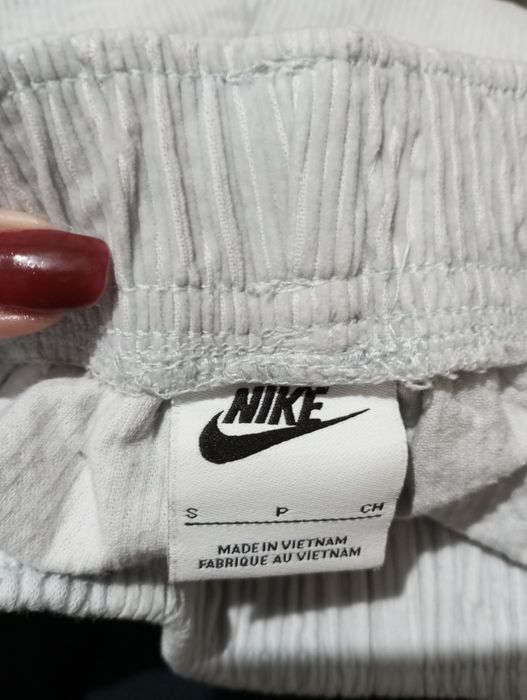 NIKE
S P CH
MADE IN VIETNAM
FABRIQUE AU VIETNAM